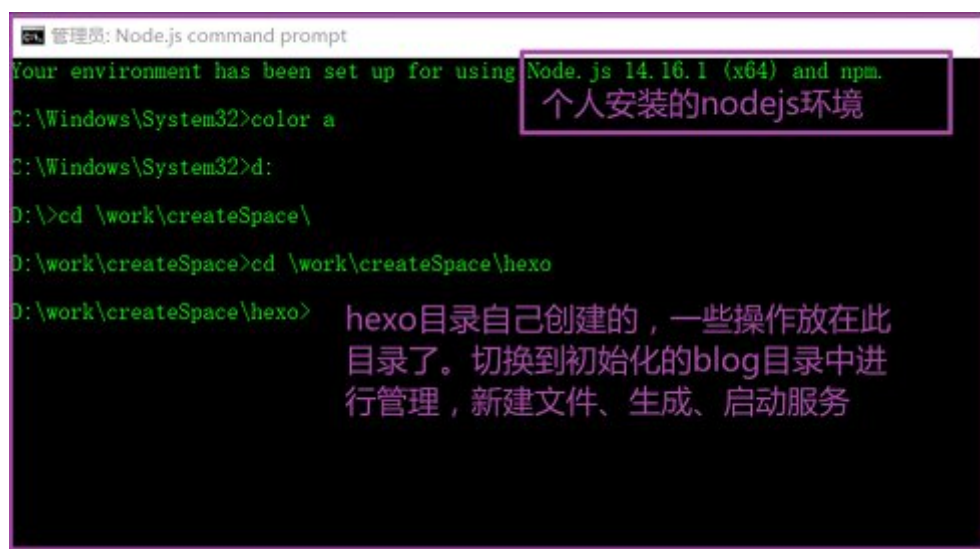 管理员: Node.js command prompt
Your environment has been set up for using Node.js 14.16.1 (x64) and npm.
个人安装的nodejs环境
C:\Windows\System32>color a
C:\Windows\System32>d:
D:\>cd \work\createSpace\
D:\work\createSpace>cd \work\createSpace\hexo
D:\work\createSpace\hexo>
hexo目录自己创建的，一些操作放在此
目录了。切换到初始化的blog目录中进
行管理，新建文件、生成、启动服务